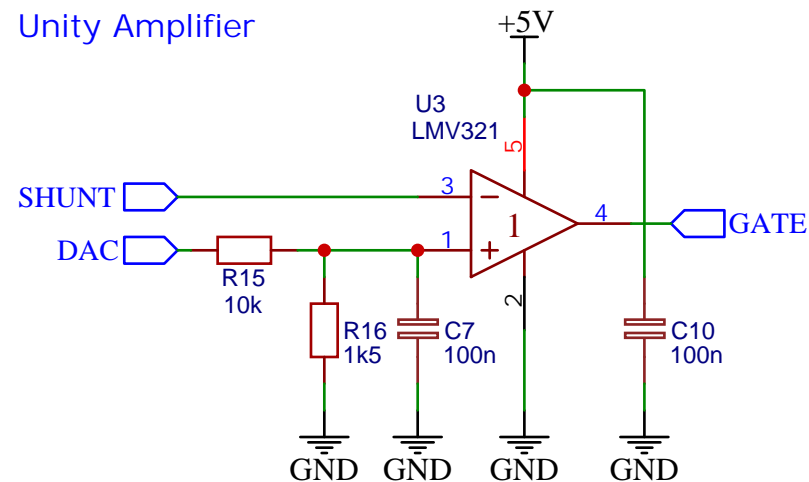 Unity Amplifier
+5V
U3
LMV321
5
SHUNT
3
1
4
GATE
DAC
1
R15
10k
2
R16
1k5
C7
100n
C10
100n
GND
GND
GND
GND